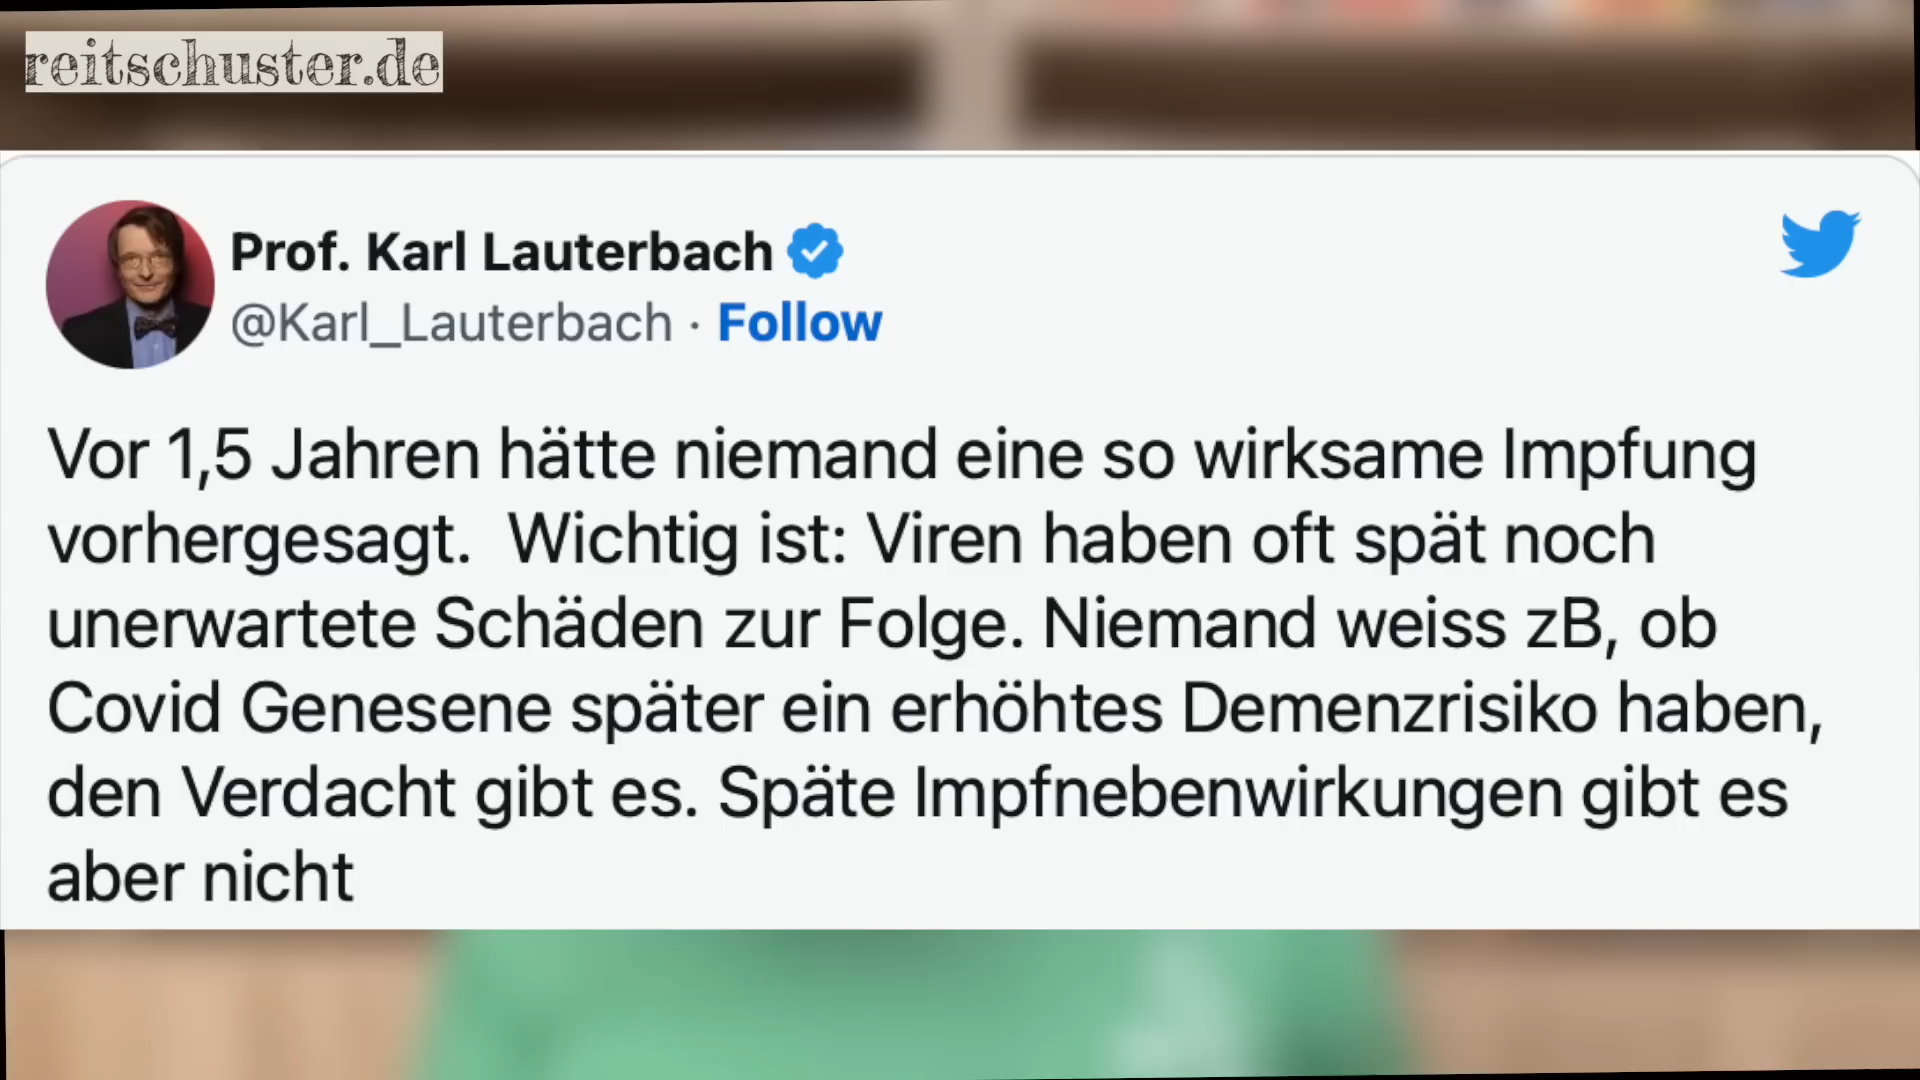 reitschuster.de
Prof. Karl Lauterbach
@Karl_Lauterbach · Follow
Vor 1,5 Jahren hätte niemand eine so wirksame Impfung
vorhergesagt.  Wichtig ist: Viren haben oft spät noch
unerwartete Schäden zur Folge. Niemand weiss zB, ob
Covid Genesene später ein erhöhtes Demenzrisiko haben,
den Verdacht gibt es. Späte Impfnebenwirkungen gibt es
aber nicht